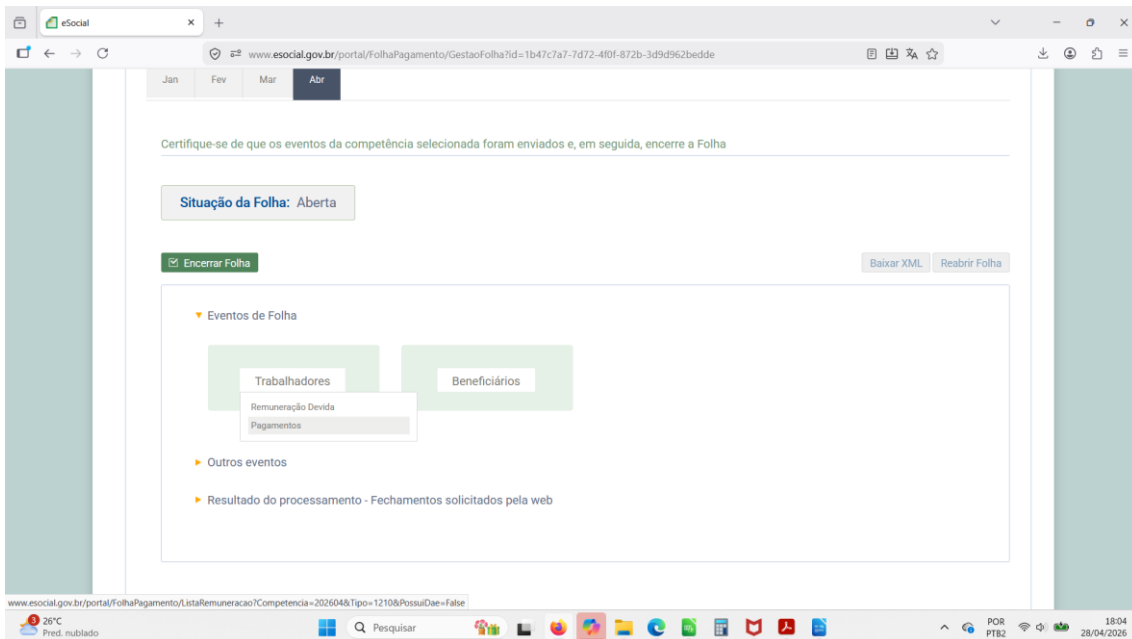 eSocial
www.esocial.gov.br/portal/FolhaPagamento/GestaoFolha?id=1b47c7a7-7d72-4f0f-872b-3d9d962bedde
Jan Fev Mar Abr
Certifique-se de que os eventos da competência selecionada foram enviados e, em seguida, encerre a Folha
Situação da Folha: Aberta
Encerrar Folha Baixar XML Reabrir Folha
Eventos de Folha
Trabalhadores Beneficiários
Remuneração Devida
Pagamentos
Outros eventos
Resultado do processamento - Fechamentos solicitados pela web
www.esocial.gov.br/portal/FolhaPagamento/ListaRemuneracao?Competencia=202604&Tipo=1210&PossuiDae=False
3 26°C Pesquisar POR 18:04
Pred. nublado PTB2 28/04/2026